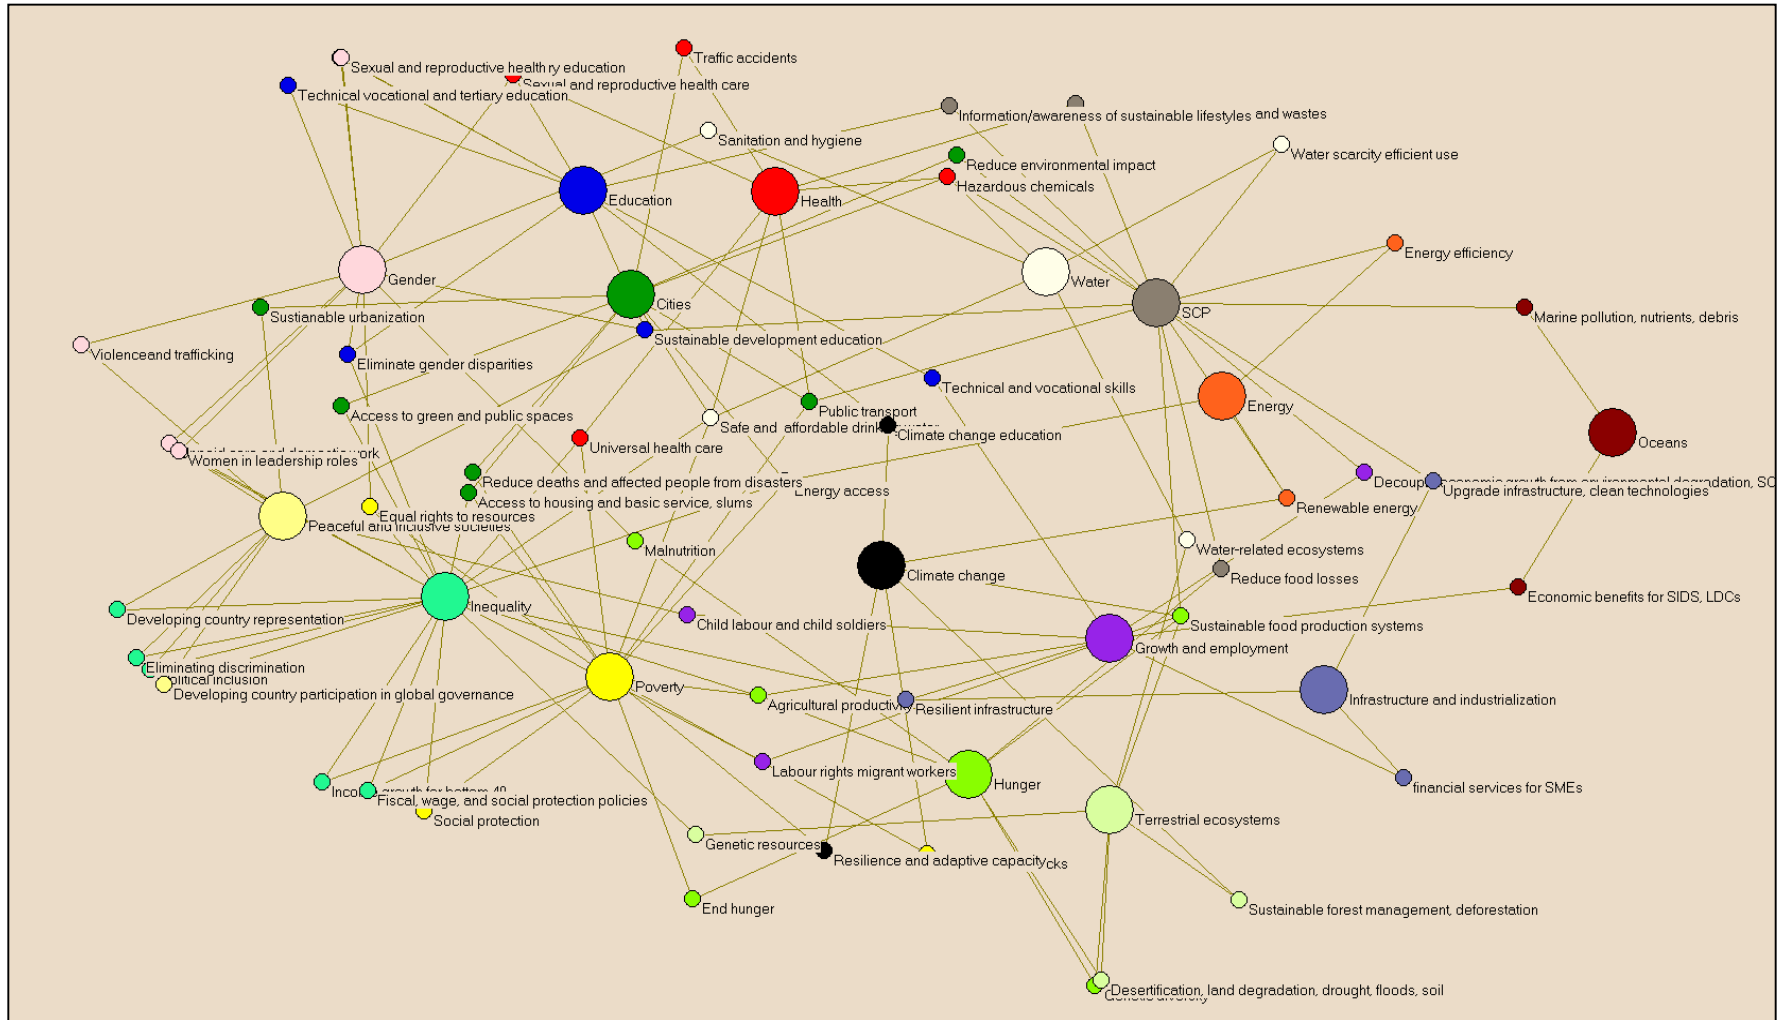 Traffic accidents
Sexual and reproductive health
ry education
Sexual and reproductive health care
Technical vocational and tertiary education
Information/awareness of sustainable lifestyles
and wastes
Sanitation and hygiene
Water scarcity efficient use
Reduce environmental impact
Hazardous chemicals
Education
Health
Energy efficiency
Gender
Water
Cities
SCP
Sustianable urbanization
Marine pollution, nutrients, debris
Sustainable development education
Violenceand trafficking
Eliminate gender disparities
Technical and vocational skills
Energy
Public transport
Access to green and public spaces
Safe and affordable
Climate change education
Oceans
Universal health care
Women in leadership roles
Reduce deaths and affected people from disasters
Energy access
Upgrade infrastructure, clean technologies
Access to housing and basic service, slums
Renewable energy
Equal rights to resources
Peaceful and inclusive societies
Malnutrition
Water-related ecosystems
Climate change
Reduce food losses
Economic benefits for SIDS, LDCs
Inequality
Developing country representation
Child labour and child soldiers
Sustainable food production systems
Growth and employment
Eliminating discrimination
Political inclusion
Poverty
Developing country participation in global governance
Agricultural
Resilient infrastructure
Infrastructure and industrialization
Labour rights migrant workers
Hunger
financial services for SMEs
Fiscal, wage, and social protection policies
Social protection
Terrestrial ecosystems
Genetic resources
Resilience and adaptive capacity
cks
End hunger
Sustainable forest management, deforestation
Desertification, land degradation, drought, floods, soil